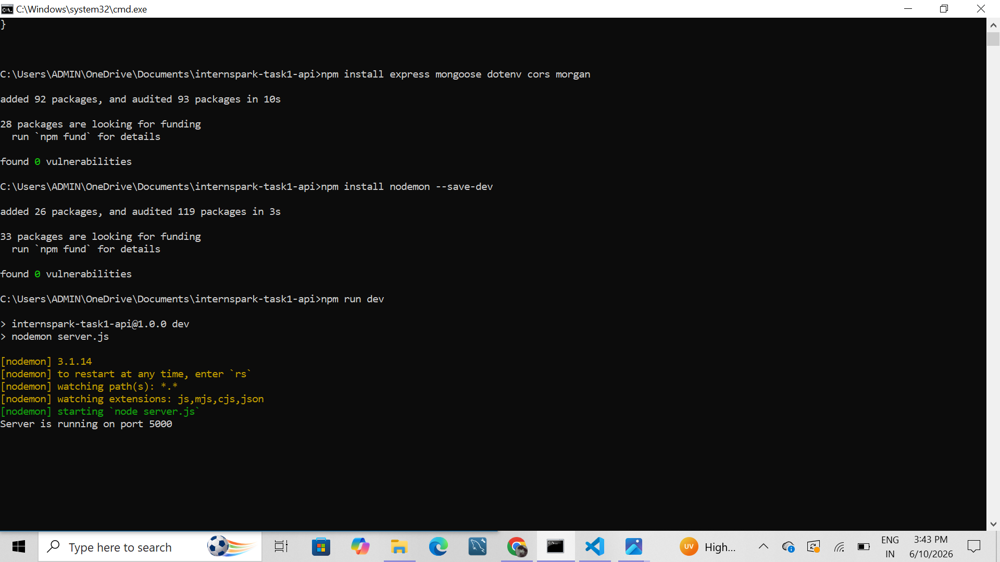 C:\Windows\system32\cmd.exe
}
C:\Users\ADMIN\OneDrive\Documents\internspark-task1-api>npm install express mongoose dotenv cors morgan
added 92 packages, and audited 93 packages in 10s
28 packages are looking for funding
  run `npm fund` for details
found 0 vulnerabilities
C:\Users\ADMIN\OneDrive\Documents\internspark-task1-api>npm install nodemon --save-dev
added 26 packages, and audited 119 packages in 3s
33 packages are looking for funding
  run `npm fund` for details
found 0 vulnerabilities
C:\Users\ADMIN\OneDrive\Documents\internspark-task1-api>npm run dev
> internspark-task1-api@1.0.0 dev
> nodemon server.js
[nodemon] 3.1.14
[nodemon] to restart at any time, enter `rs`
[nodemon] watching path(s): *.*
[nodemon] watching extensions: js,mjs,cjs,json
[nodemon] starting `node server.js`
Server is running on port 5000
Type here to search
UV High...
ENG
IN
3:43 PM
6/10/2026